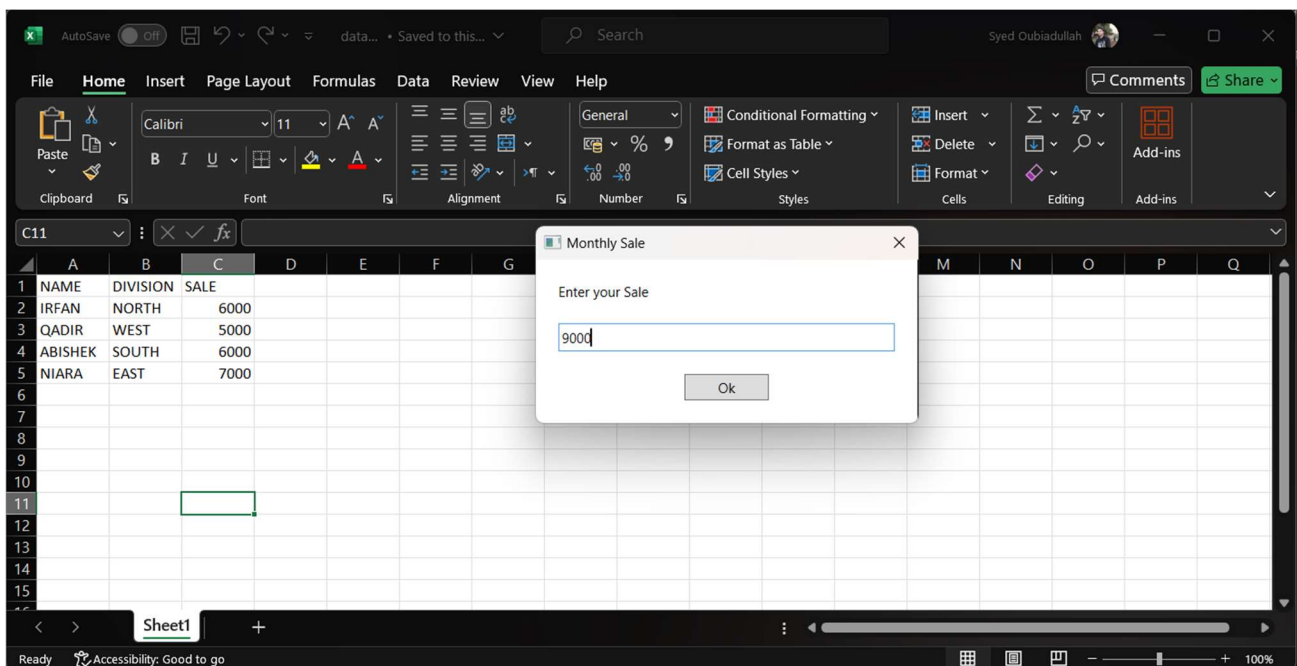 AutoSave Off data... • Saved to this... Search Syed Oubiadullah
File Home Insert Page Layout Formulas Data Review View Help Comments Share
Paste
Clipboard
Calibri 11 A A
B I U A
Font
ab
Alignment
General
% 9
.00 .00
Number
Conditional Formatting
Format as Table
Cell Styles
Styles
Insert
Delete
Format
Cells
Editing
Add-ins
Add-ins
C11 fx
Monthly Sale
Enter your Sale
9000
Ok
A B C D E F G M N O P Q
1 NAME DIVISION SALE
2 IRFAN NORTH 6000
3 QADIR WEST 5000
4 ABISHEK SOUTH 6000
5 NIARA EAST 7000
6
7
8
9
10
11
12
13
14
15
Sheet1 +
Ready Accessibility: Good to go 100%